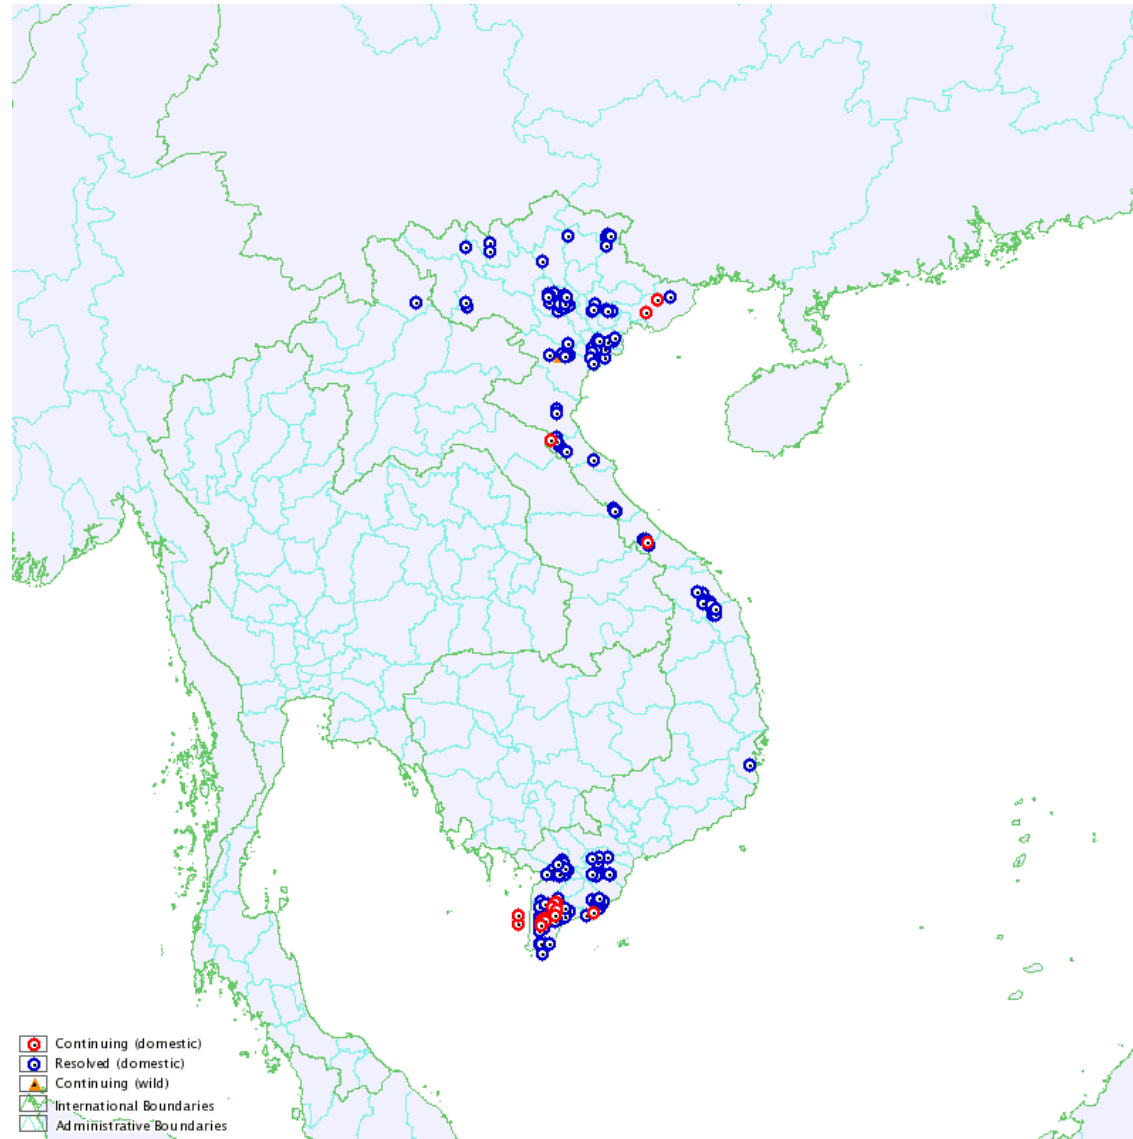 Continuing (domestic)
Resolved (domestic)
Continuing (wild)
International Boundaries
Administrative Boundaries